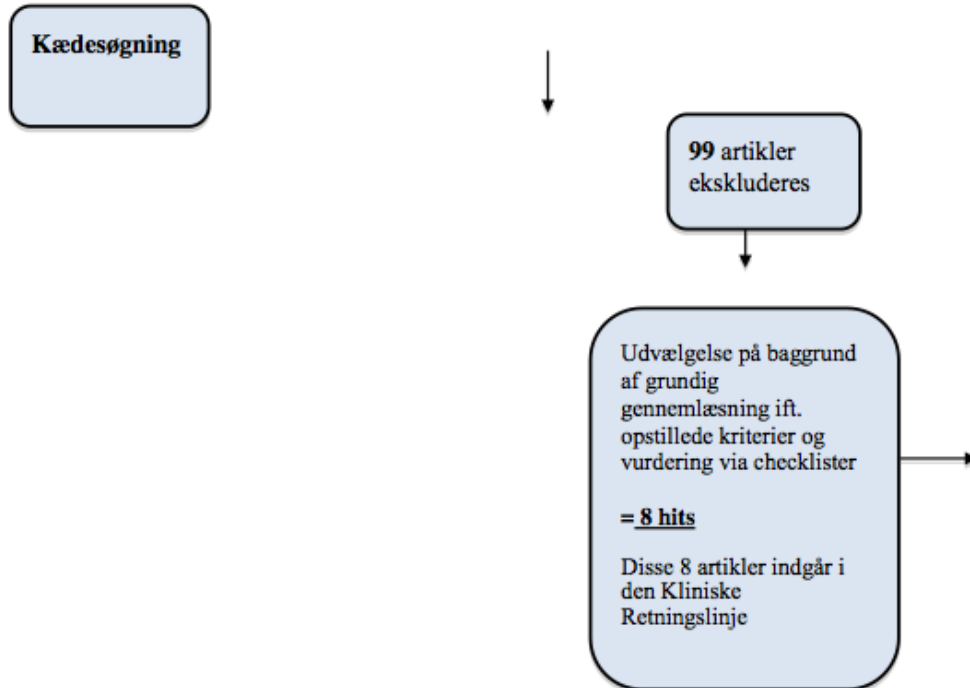 Kædesøgning
99 artikler
ekskluderes
Udvælgelse på baggrund
af grundig
gennemlæsning ift.
opstillede kriterier og
vurdering via checklister
= 8 hits
Disse 8 artikler indgår i
den Kliniske
Retningslinje